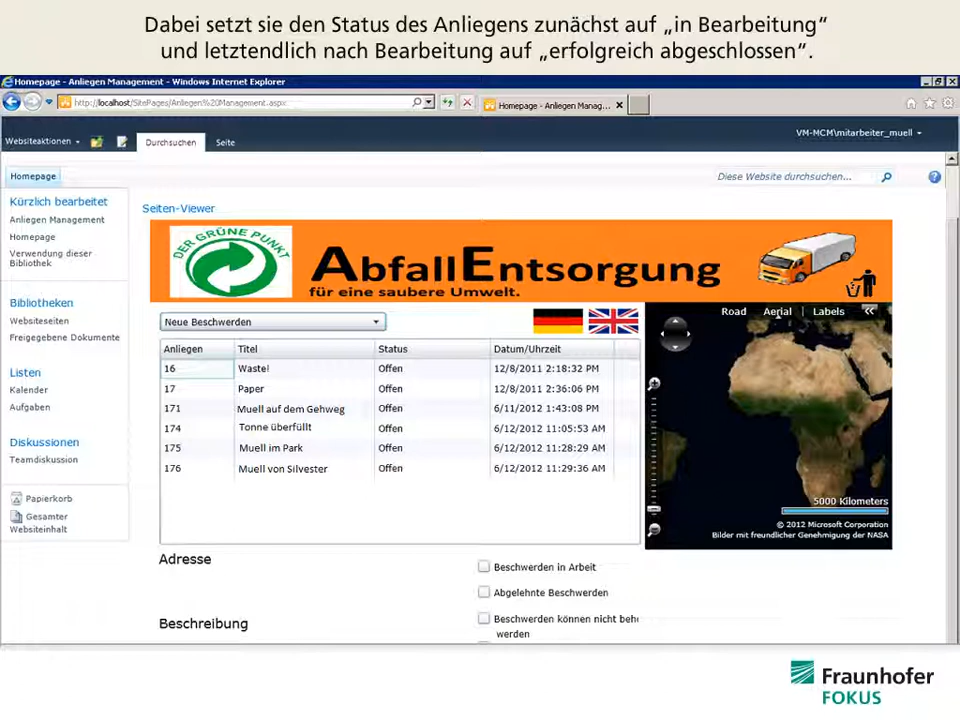 Dabei setzt sie den Status des Anliegens zunächst auf „in Bearbeitung“
und letztendlich nach Bearbeitung auf „erfolgreich abgeschlossen“.
Homepage - Anliegen Management - Windows Internet Explorer
http://localhost/SitePages/Anliegen%20Management.aspx
Homepage - Anliegen Manag...
Websiteaktionen
Durchsuchen
Seite
VM-MCM\mitarbeiter_muell
Homepage
Diese Website durchsuchen...
Kürzlich bearbeitet
Anliegen Management
Homepage
Verwendung dieser
Bibliothek
Bibliotheken
Websiteseiten
Freigegebene Dokumente
Listen
Kalender
Aufgaben
Diskussionen
Teamdiskussion
Papierkorb
Gesamter
Websiteinhalt
Seiten-Viewer
DER GRÜNE PUNKT
AbfallEntsorgung
für eine saubere Umwelt.
Neue Beschwerden
Anliegen Titel Status Datum/Uhrzeit
16 Waste! Offen 12/8/2011 2:18:32 PM
17 Paper Offen 12/8/2011 2:36:06 PM
171 Muell auf dem Gehweg Offen 6/11/2012 1:43:08 PM
174 Tonne überfüllt Offen 6/12/2012 11:05:53 AM
175 Muell im Park Offen 6/12/2012 11:28:29 AM
176 Muell von Silvester Offen 6/12/2012 11:29:36 AM
Road Aerial | Labels «
5000 Kilometers
© 2012 Microsoft Corporation
Bilder mit freundlicher Genehmigung der NASA
Adresse
Beschreibung
Beschwerden in Arbeit
Abgelehnte Beschwerden
Beschwerden können nicht behe
werden
Fraunhofer
FOKUS